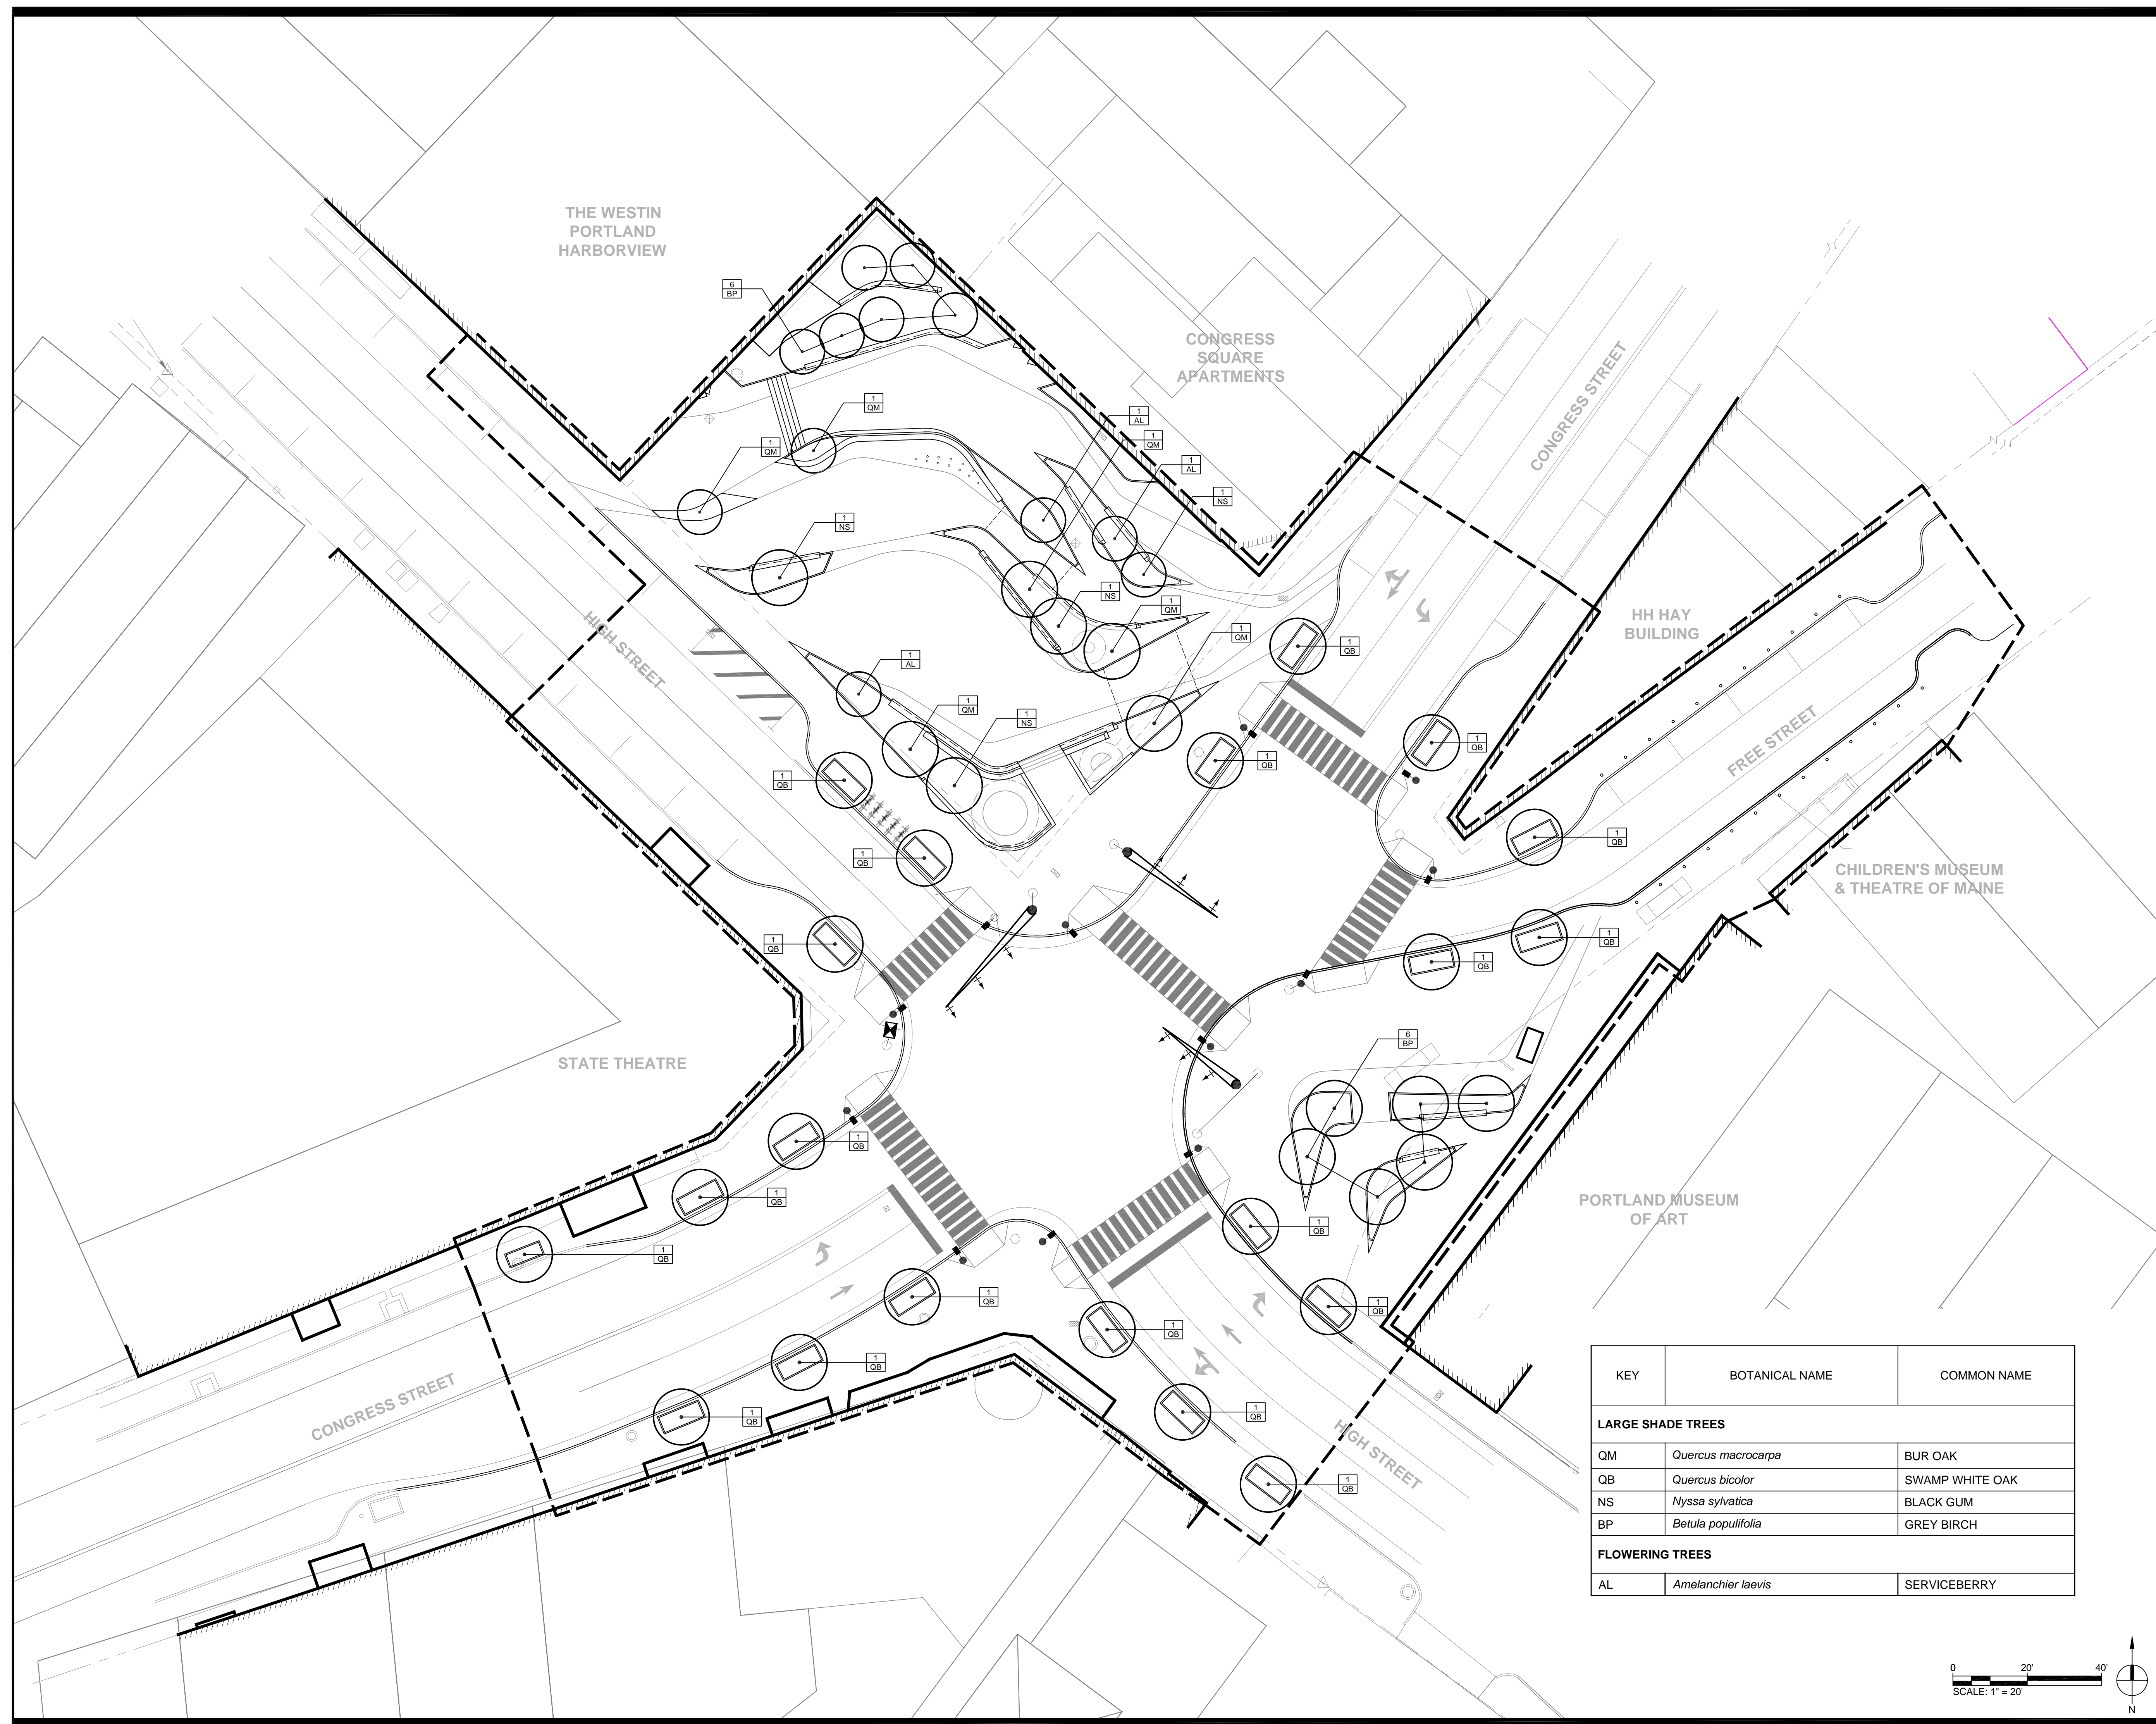 THE WESTIN
PORTLAND
HARBORVIEW
6
BP
CONGRESS
SQUARE
APARTMENTS
CONGRESS STREET
1
QM
1
AL
1
QM
1
QM
1
AL
1
NS
1
NS
1
NS
1
QM
HIGH STREET
1
QM
1
QB
HH HAY
BUILDING
1
AL
1
QM
1
NS
1
QB
1
QB
FREE STREET
1
QB
1
QB
1
QB
CHILDREN'S MUSEUM
& THEATRE OF MAINE
1
QB
1
QB
1
QB
STATE THEATRE
6
BP
1
QB
1
QB
PORTLAND MUSEUM
OF ART
1
QB
1
QB
1
QB
1
QB
1
QB
1
QB
1
QB
CONGRESS STREET
1
QB
1
QB
HIGH STREET
1
QB
KEY BOTANICAL NAME COMMON NAME
LARGE SHADE TREES
QM Quercus macrocarpa BUR OAK
QB Quercus bicolor SWAMP WHITE OAK
NS Nyssa sylvatica BLACK GUM
BP Betula populifolia GREY BIRCH
FLOWERING TREES
AL Amelanchier laevis SERVICEBERRY
0 20' 40'
SCALE: 1" = 20'
N